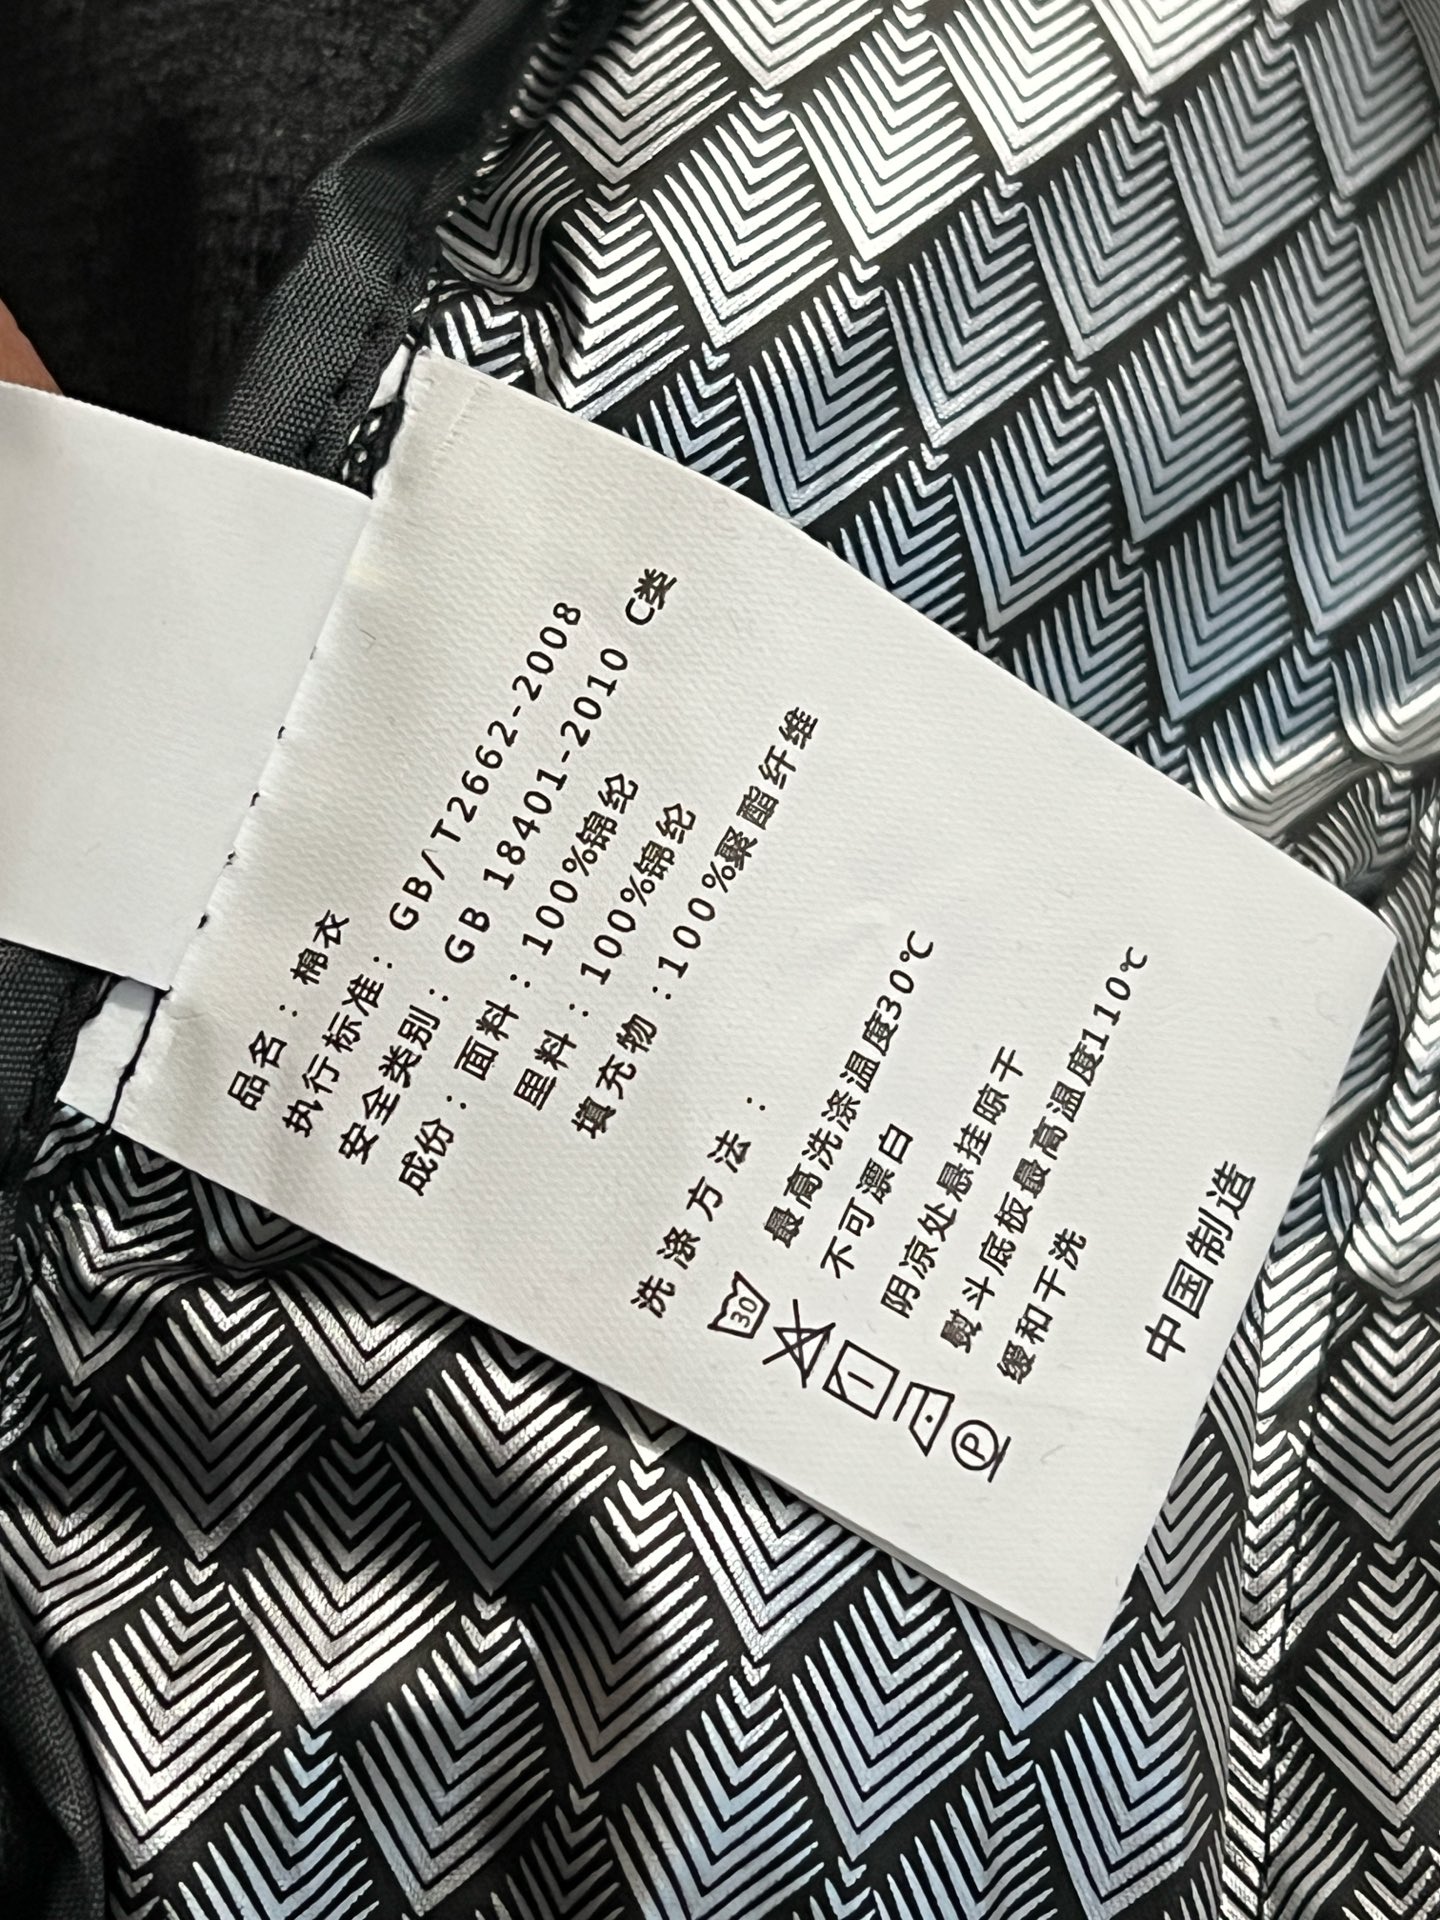 品名：棉衣
执行标准：GB/T2662-2008
安全类别：GB 18401-2010 C类
成份：面料：100%锦纶
里料：100%锦纶
填充物：100%聚酯纤维
洗涤方法：
30 最高洗涤温度30℃
不可漂白
阴凉处悬挂晾干
熨斗底板最高温度110℃
P 缓和干洗
中国制造